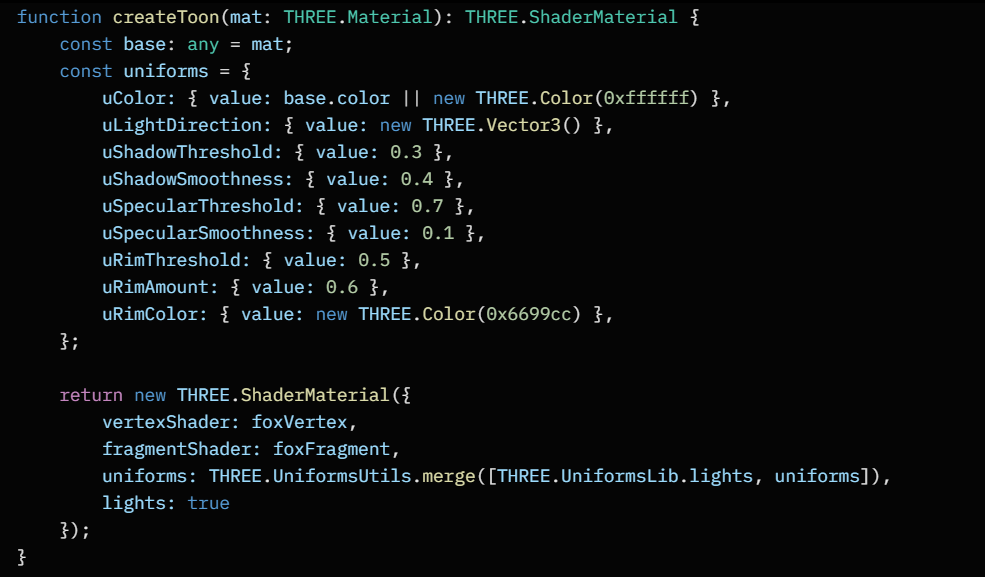 function createToon(mat: THREE.Material): THREE.ShaderMaterial {
    const base: any = mat;
    const uniforms = {
        uColor: { value: base.color || new THREE.Color(0xffffff) },
        uLightDirection: { value: new THREE.Vector3() },
        uShadowThreshold: { value: 0.3 },
        uShadowSmoothness: { value: 0.4 },
        uSpecularThreshold: { value: 0.7 },
        uSpecularSmoothness: { value: 0.1 },
        uRimThreshold: { value: 0.5 },
        uRimAmount: { value: 0.6 },
        uRimColor: { value: new THREE.Color(0x6699cc) },
    };

    return new THREE.ShaderMaterial({
        vertexShader: foxVertex,
        fragmentShader: foxFragment,
        uniforms: THREE.UniformsUtils.merge([THREE.UniformsLib.lights, uniforms]),
        lights: true
    });
}